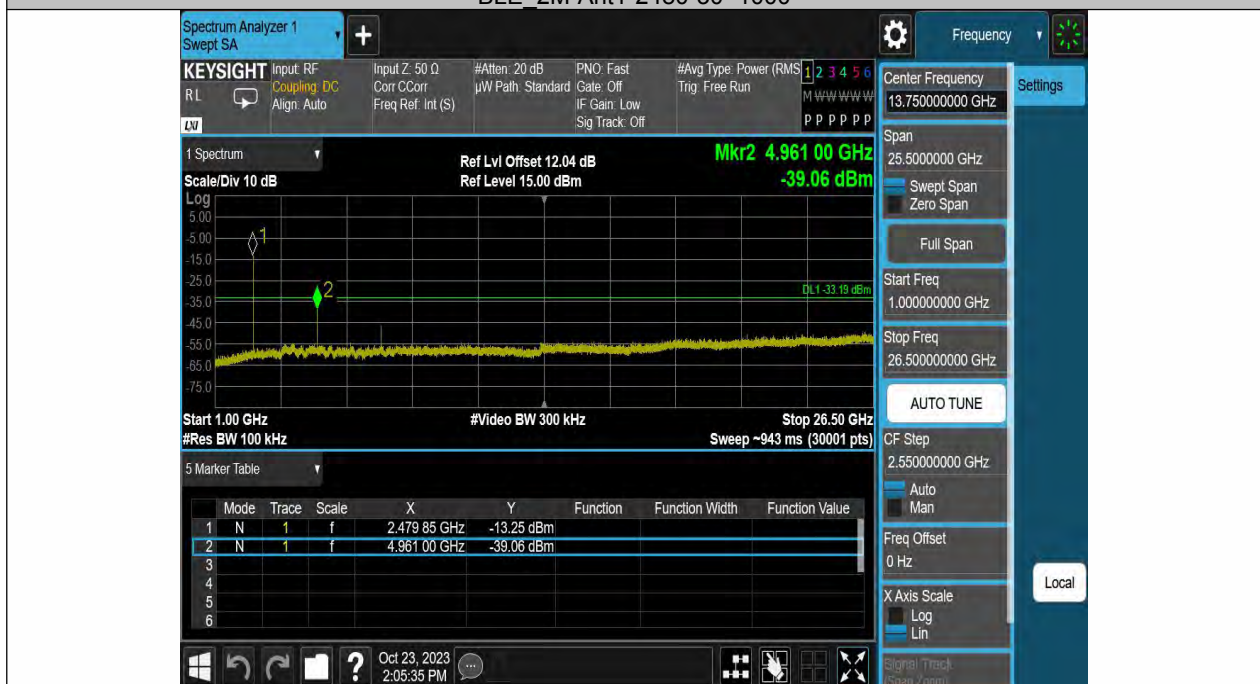 Spectrum Analyzer 1
Swept SA
+
Frequency
KEYSIGHT
RL
LXI
Input: RF
Coupling: DC
Align: Auto
Input Z: 50 Ω
Corr CCorr
Freq Ref: Int (S)
#Atten: 20 dB
µW Path: Standard
PNO: Fast
Gate: Off
IF Gain: Low
Sig Track: Off
#Avg Type: Power (RMS
Trig: Free Run
1 2 3 4 5 6
M W W W W W
P P P P P P
1 Spectrum
Scale/Div 10 dB
Ref Lvl Offset 12.04 dB
Ref Level 15.00 dBm
Mkr2 4.961 00 GHz
-39.06 dBm
Log
5.00
-5.00
-15.0
-25.0
-35.0
-45.0
-55.0
-65.0
-75.0
1
2
DL1 -33.19 dBm
Start 1.00 GHz
#Res BW 100 kHz
#Video BW 300 kHz
Stop 26.50 GHz
Sweep ~943 ms (30001 pts)
5 Marker Table
Mode Trace Scale X Y Function Function Width Function Value
1 N 1 f 2.479 85 GHz -13.25 dBm
2 N 1 f 4.961 00 GHz -39.06 dBm
3
4
5
6
Oct 23, 2023
2:05:35 PM
Center Frequency
13.750000000 GHz
Span
25.5000000 GHz
Swept Span
Zero Span
Full Span
Start Freq
1.000000000 GHz
Stop Freq
26.500000000 GHz
AUTO TUNE
CF Step
2.550000000 GHz
Auto
Man
Freq Offset
0 Hz
X Axis Scale
Log
Lin
Signal Track
(Span Zoom)
Settings
Local